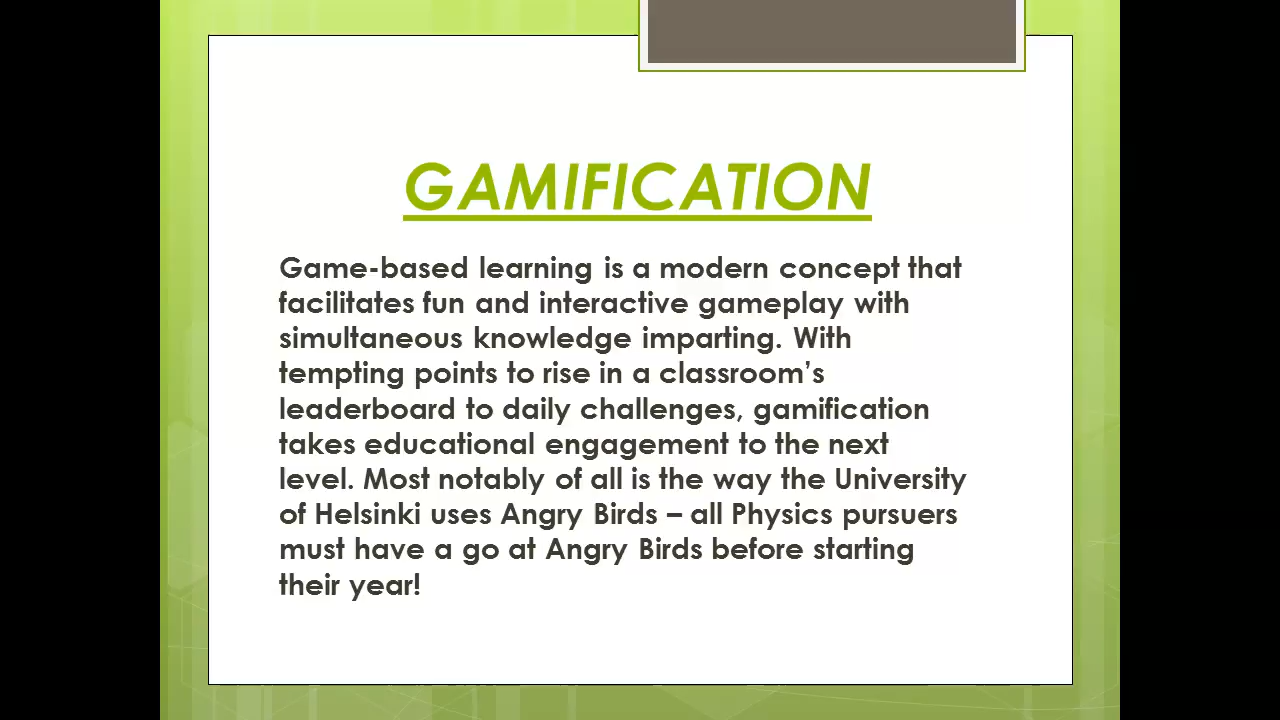 GAMIFICATION
Game-based learning is a modern concept that
facilitates fun and interactive gameplay with
simultaneous knowledge imparting. With
tempting points to rise in a classroom’s
leaderboard to daily challenges, gamification
takes educational engagement to the next
level. Most notably of all is the way the University
of Helsinki uses Angry Birds – all Physics pursuers
must have a go at Angry Birds before starting
their year!